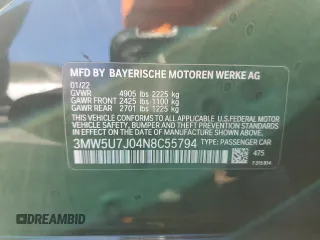 MFD BY BAYERISCHE MOTOREN WERKE AG
01/22
GVWR 4905 lbs 2225 kg
GAWR FRONT 2425 lbs 1100 kg
GAWR REAR 2701 lbs 1225 kg
THIS VEHICLE CONFORMS TO ALL APPLICABLE U.S. FEDERAL MOTOR VEHICLE SAFETY, BUMPER, AND THEFT PREVENTION STANDARDS IN EFFECT ON THE DATE OF MANUFACTURE SHOWN ABOVE.
3MW5U7J04N8C55794 TYPE: PASSENGER CAR
475
AUTOBIDMASTER